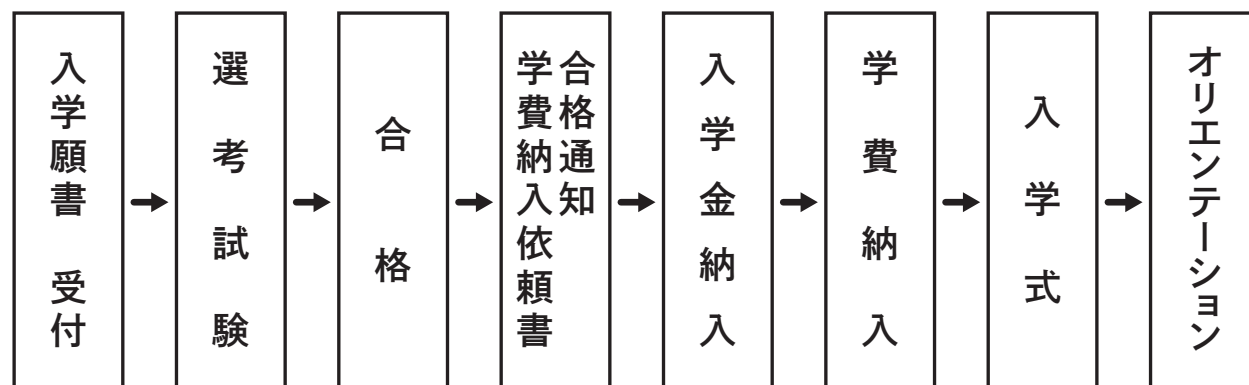 入学願書 受付
選考試験
合格
合格通知
学費納入依頼書
入学金納入
学費納入
入学式
オリエンテーション